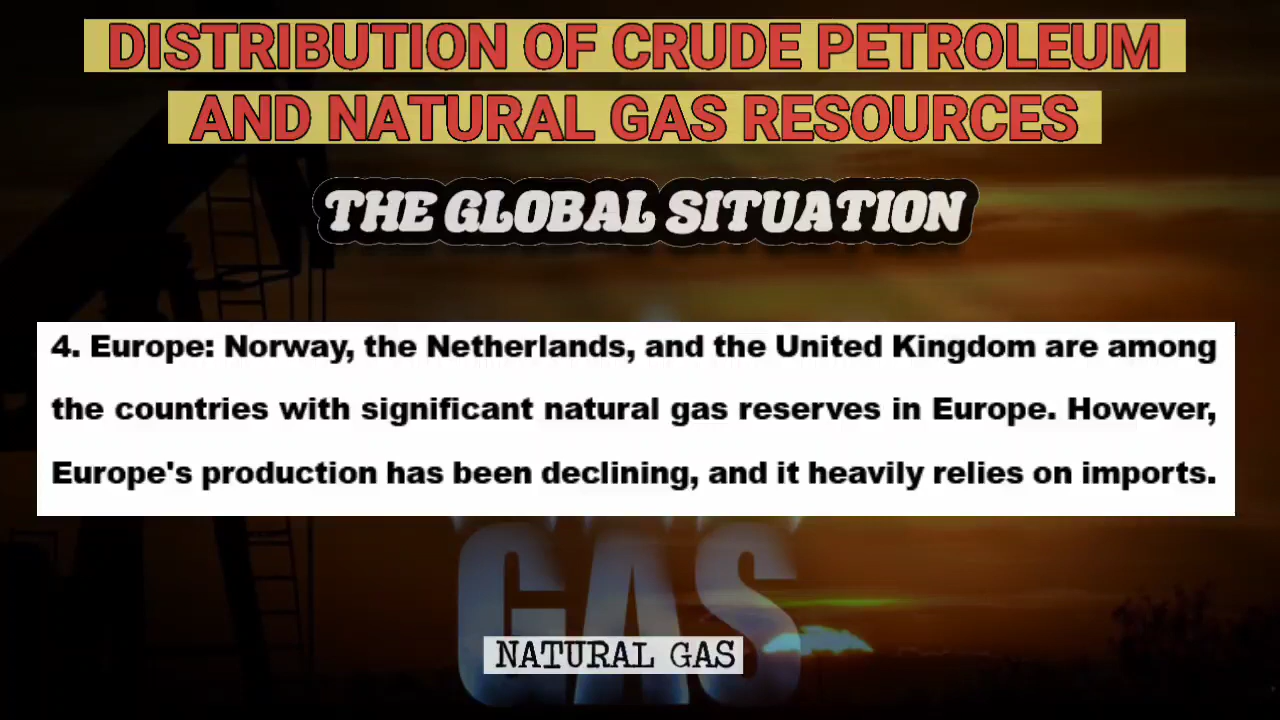 DISTRIBUTION OF CRUDE PETROLEUM
AND NATURAL GAS RESOURCES
THE GLOBAL SITUATION
4. Europe: Norway, the Netherlands, and the United Kingdom are among
the countries with significant natural gas reserves in Europe. However,
Europe's production has been declining, and it heavily relies on imports.
GAS
NATURAL GAS